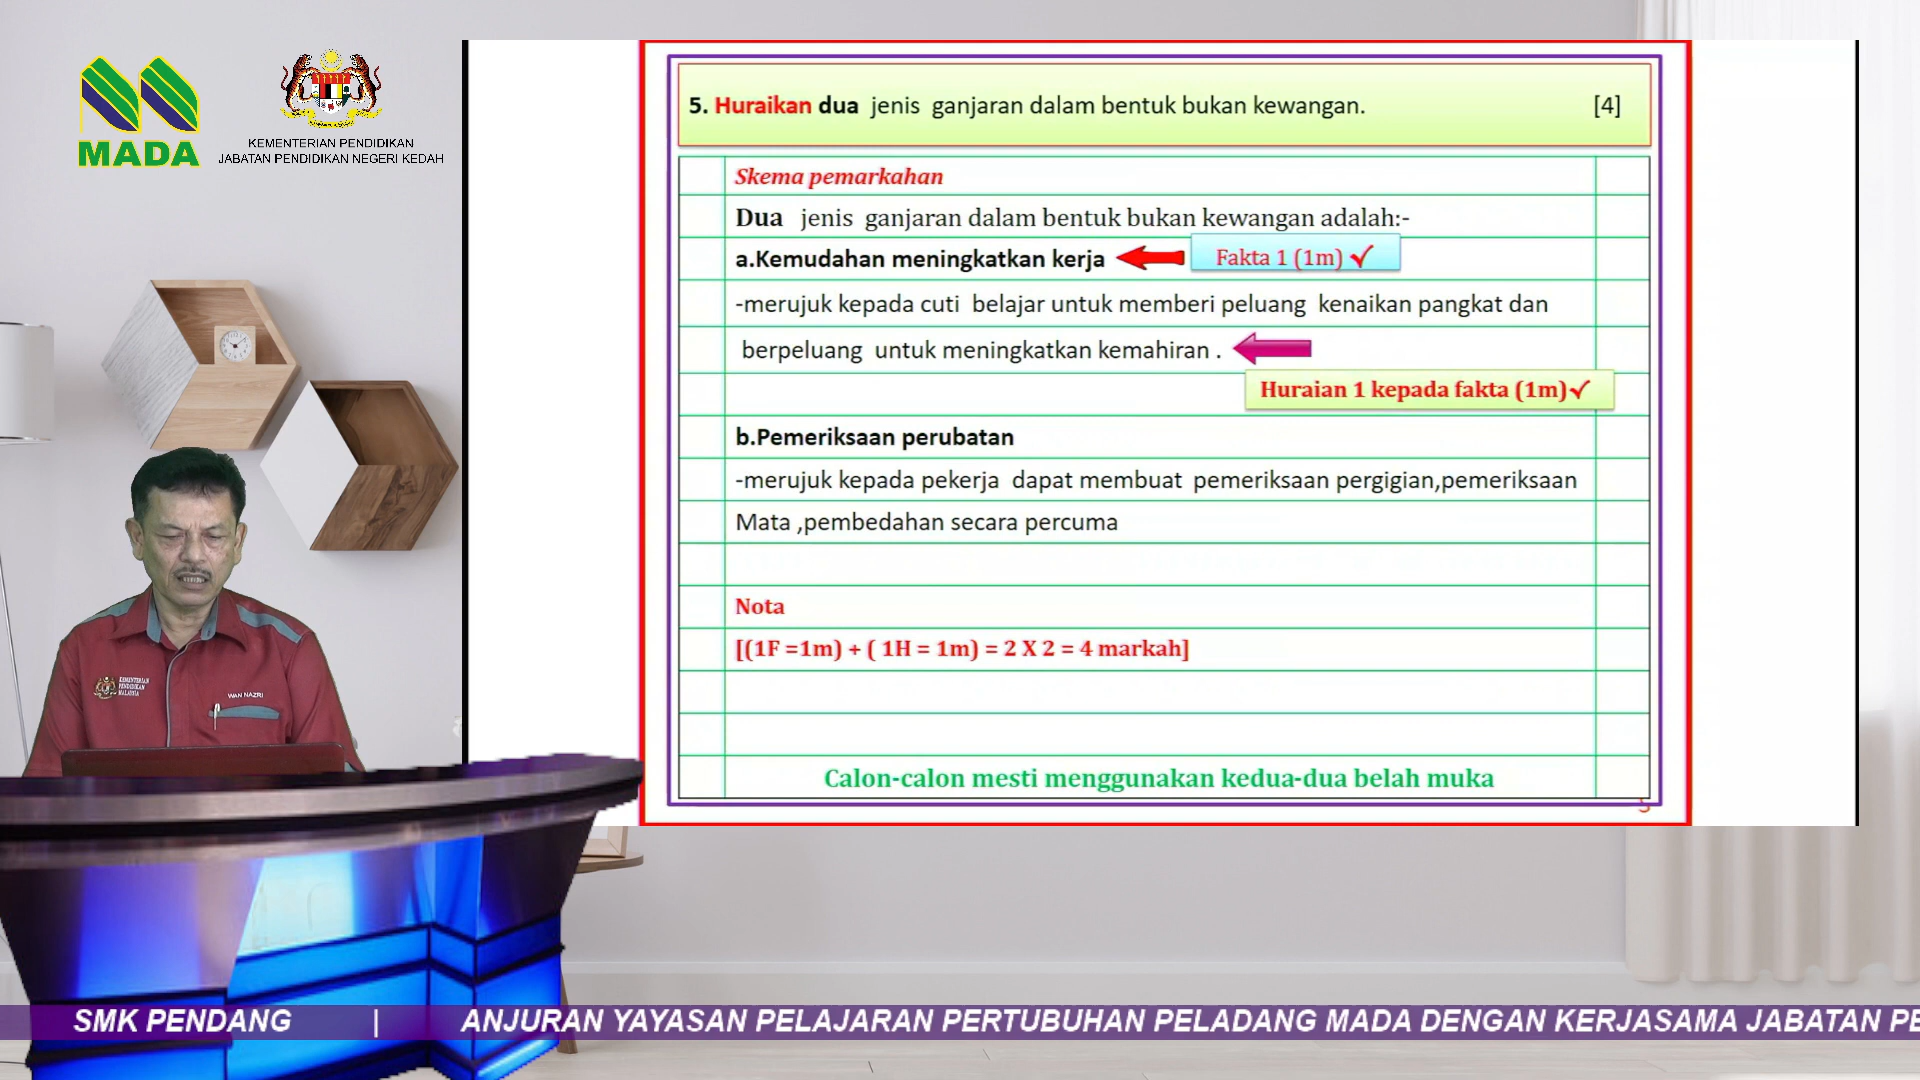 MADA
KEMENTERIAN PENDIDIKAN
JABATAN PENDIDIKAN NEGERI KEDAH
5. Huraikan dua jenis ganjaran dalam bentuk bukan kewangan. [4]
Skema pemarkahan
Dua jenis ganjaran dalam bentuk bukan kewangan adalah:-
a.Kemudahan meningkatkan kerja
Fakta 1 (1m) ✓
-merujuk kepada cuti belajar untuk memberi peluang kenaikan pangkat dan
berpeluang untuk meningkatkan kemahiran .
Huraian 1 kepada fakta (1m)✓
b.Pemeriksaan perubatan
-merujuk kepada pekerja dapat membuat pemeriksaan pergigian,pemeriksaan
Mata ,pembedahan secara percuma
Nota
[(1F =1m) + ( 1H = 1m) = 2 X 2 = 4 markah]
Calon-calon mesti menggunakan kedua-dua belah muka
KEMENTERIAN
PENDIDIKAN
MALAYSIA
WAN NAZRI
SMK PENDANG | ANJURAN YAYASAN PELAJARAN PERTUBUHAN PELADANG MADA DENGAN KERJASAMA JABATAN PE